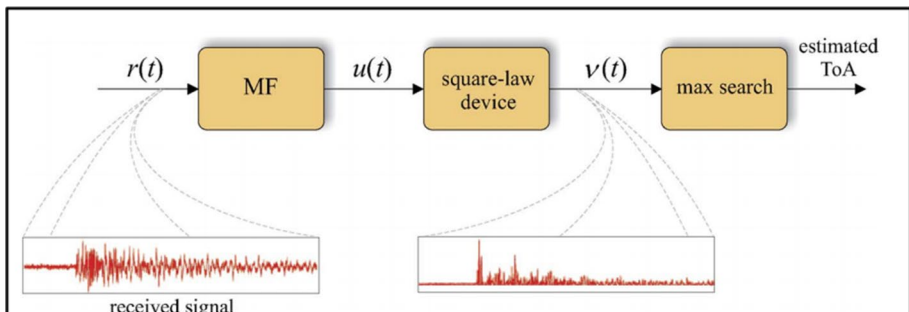 estimated
ToA
r(t)
MF
u(t)
square-law
device
ν(t)
max search
received signal